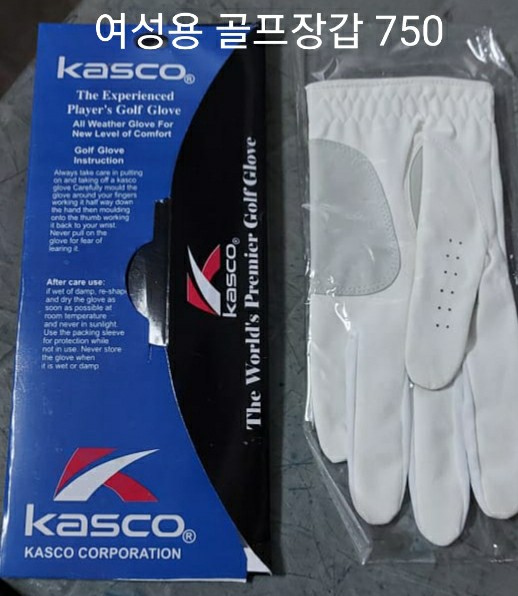 여성용 골프장갑 750
kasco®
The Experienced
Player's Golf Glove
All Weather Glove For
New Level of Comfort
Golf Glove
Instruction
Always take care in putting
on and taking off a kasco
glove Carefully mould the
glove around your fingers
working it half way down
the hand then moulding
onto the thumb working
it back to your wrist.
Never pull on the
glove for fear of
learing it.
After care use:
if wet of damp, re-shap
and dry the glove as
soon as possible at
room temperature
and never in sunlight.
Use the packing sleeve
for protection while
not in use. Never store
the glove when
it is wet or damp
kasco®
The World's Premier Golf Glove
kasco®
KASCO CORPORATION